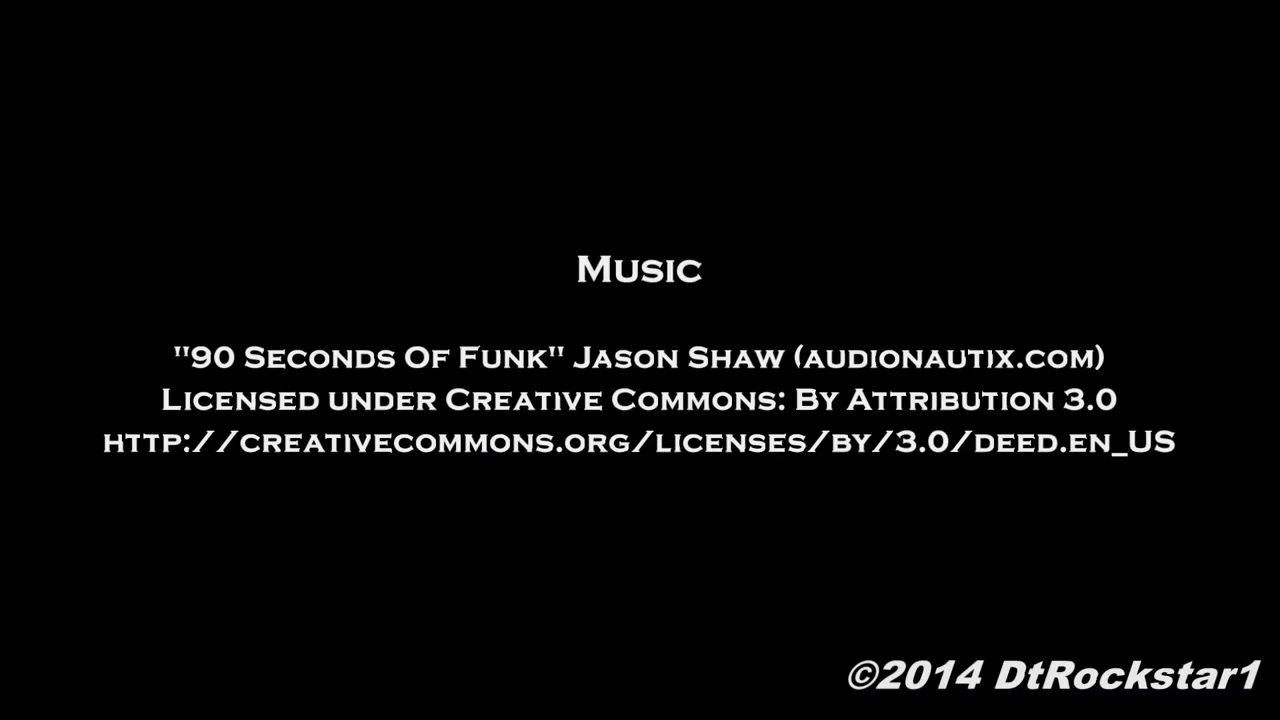 Music
"90 Seconds Of Funk" Jason Shaw (audionautix.com)
Licensed under Creative Commons: By Attribution 3.0
http://creativecommons.org/licenses/by/3.0/deed.en_US
©2014 DtRockstar1